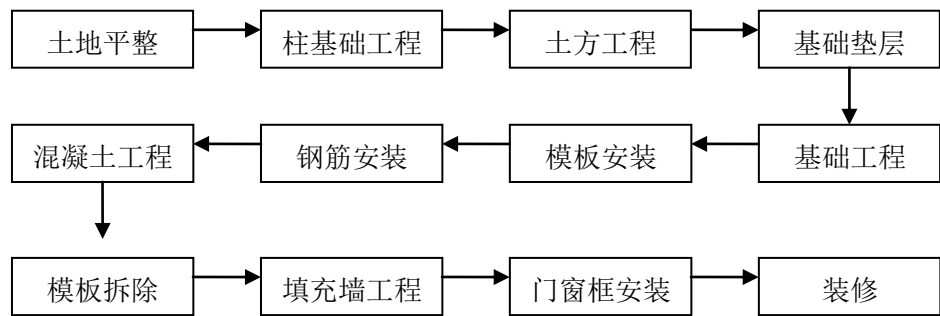 土地平整
柱基础工程
土方工程
基础垫层
基础工程
模板安装
钢筋安装
混凝土工程
模板拆除
填充墙工程
门窗框安装
装修